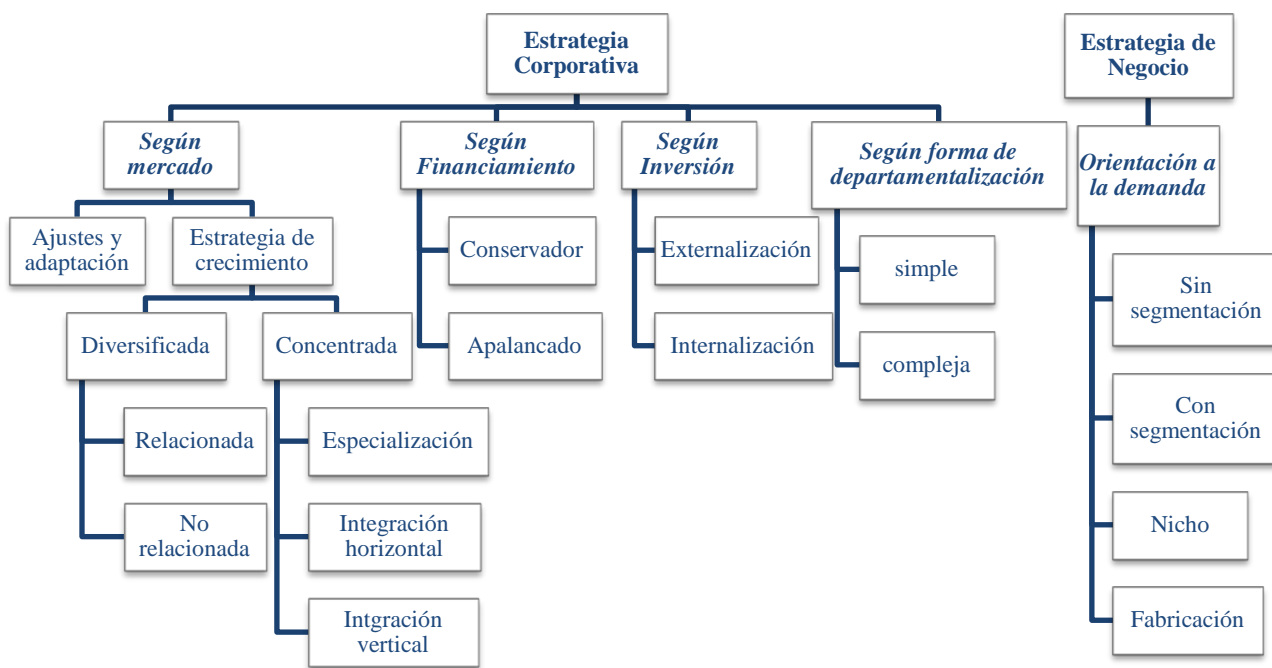 Estrategia
Corporativa
Según
mercado
Ajustes y
adaptación
Estrategia de
crecimiento
Diversificada
Relacionada
No
relacionada
Concentrada
Especialización
Integración
horizontal
Intgración
vertical
Según
Financiamiento
Conservador
Apalancado
Según
Inversión
Externalización
Internalización
Según forma de
departamentalización
simple
compleja
Estrategia de
Negocio
Orientación a
la demanda
Sin
segmentación
Con
segmentación
Nicho
Fabricación